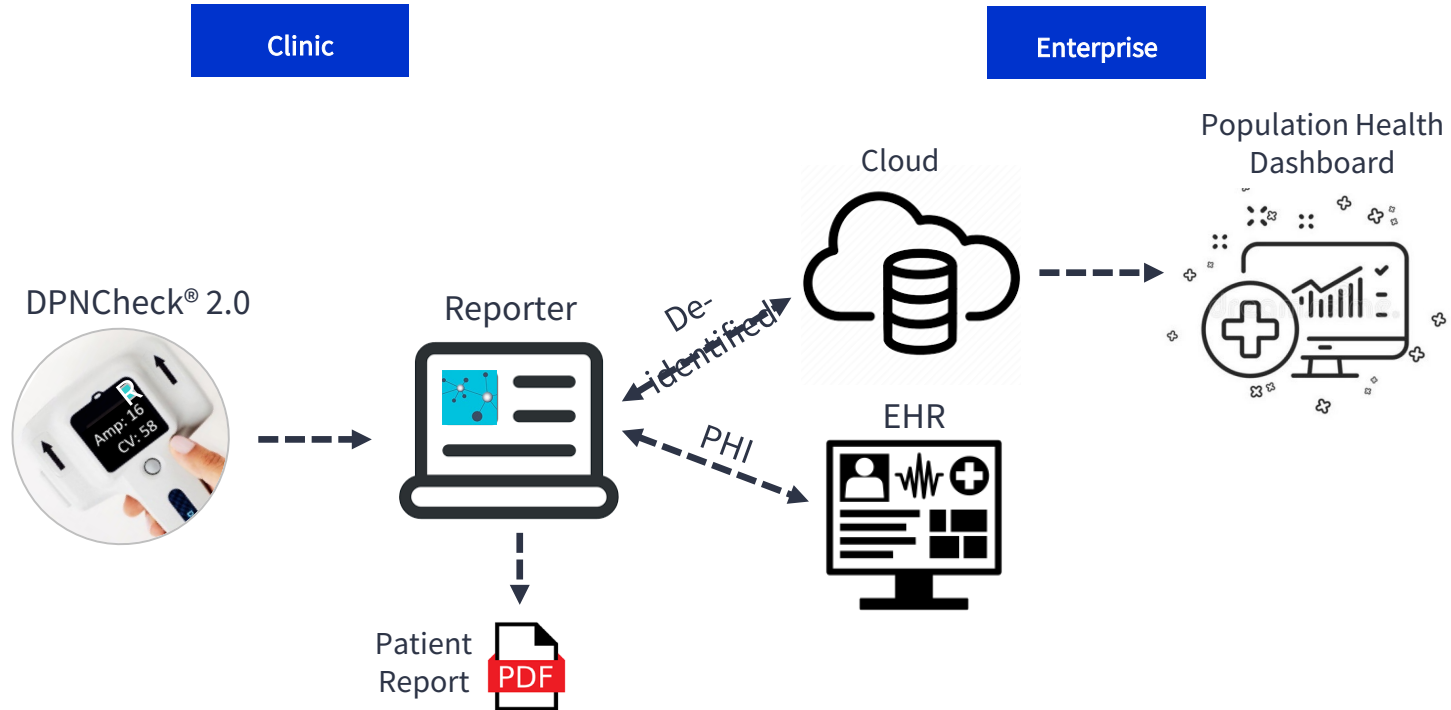 Clinic
Enterprise
Population Health
Dashboard
Cloud
DPNCheck® 2.0
Reporter
De-
identified
R
Amp: 16
CV: 58
EHR
PHI
Patient
Report
PDF